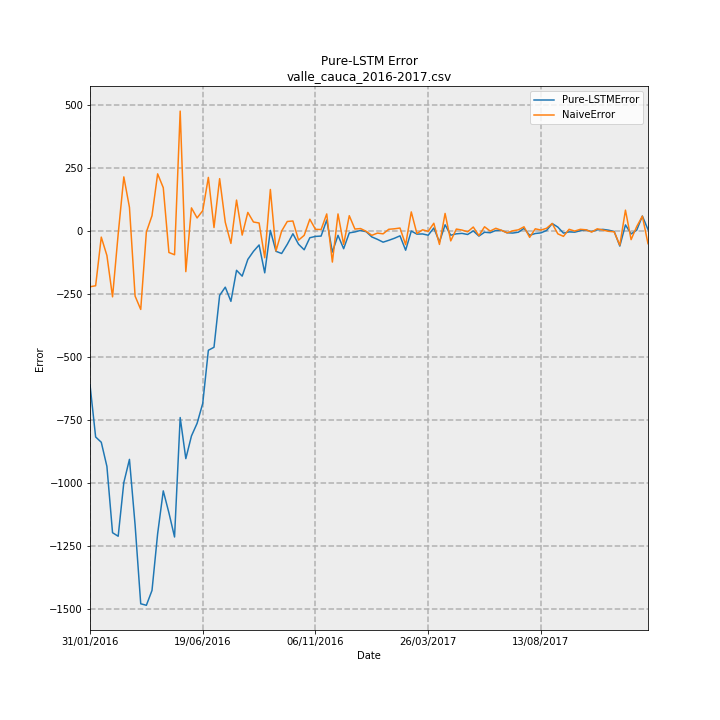 Pure-LSTM Error
valle_cauca_2016-2017.csv
Pure-LSTMError
NaiveError
500
250
0
−250
−500
−750
−1000
−1250
−1500
Error
31/01/2016
19/06/2016
06/11/2016
26/03/2017
13/08/2017
Date